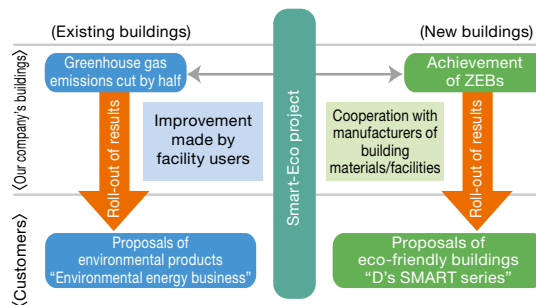 (Existing buildings)
(New buildings)
〈Our company's buildings〉
Greenhouse gas
emissions cut by half
Achievement
of ZEBs
Roll-out of results
Improvement
made by
facility users
Smart-Eco project
Cooperation with
manufacturers of
building
materials/facilities
Roll-out of results
〈Customers〉
Proposals of
environmental products
“Environmental energy business”
Proposals of
eco-friendly buildings
“D's SMART series”